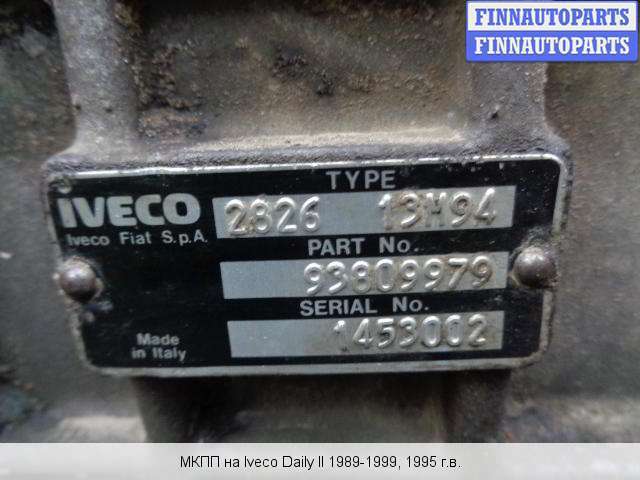 FINNAUTOPARTS
FINNAUTOPARTS
TYPE
IVECO 2826 13M94
Iveco Fiat S.p.A.
PART No.
93809979
SERIAL No.
1453002
Made
in Italy
МКПП на Iveco Daily II 1989-1999, 1995 г.в.